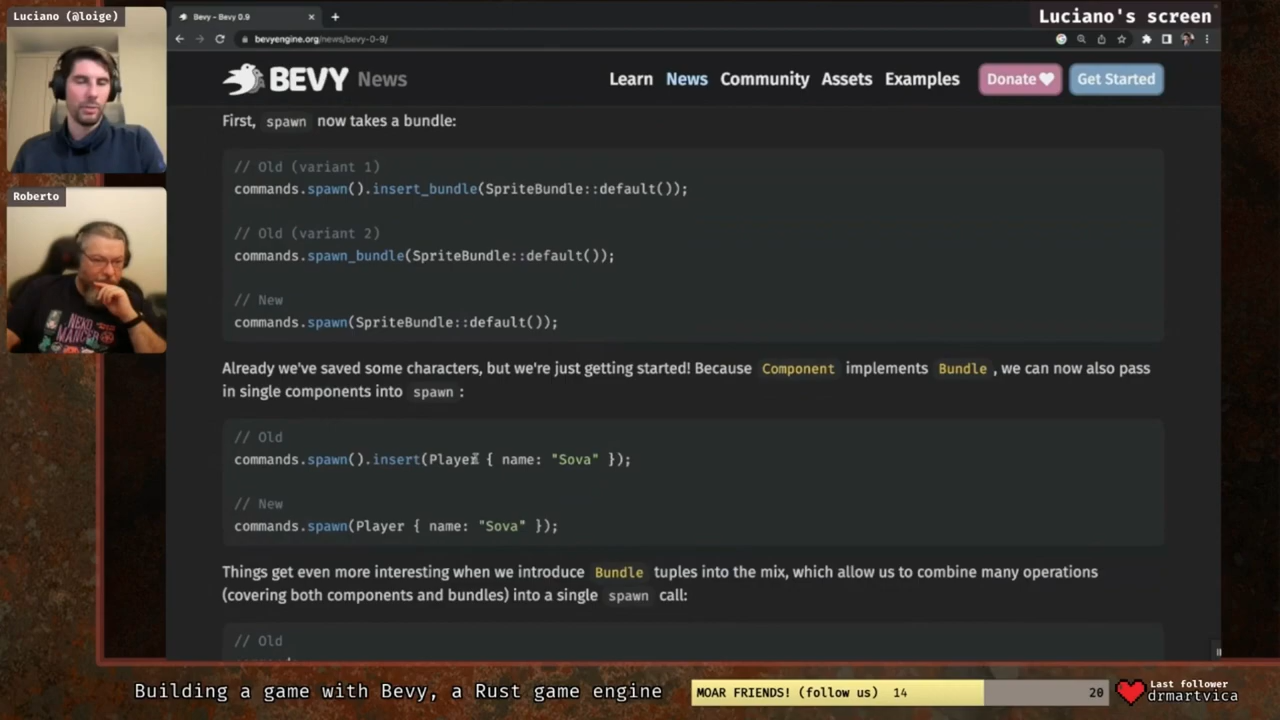 Luciano (@loige)
Roberto
Bevy - Bevy 0.9
Luciano's screen
bevyengine.org/news/bevy-0-9/
BEVY News
Learn News Community Assets Examples Donate Get Started
First, spawn now takes a bundle:
// Old (variant 1)
commands.spawn().insert_bundle(SpriteBundle::default());
// Old (variant 2)
commands.spawn_bundle(SpriteBundle::default());
// New
commands.spawn(SpriteBundle::default());
Already we've saved some characters, but we're just getting started! Because Component implements Bundle , we can now also pass
in single components into spawn :
// Old
commands.spawn().insert(Player { name: "Sova" });
// New
commands.spawn(Player { name: "Sova" });
Things get even more interesting when we introduce Bundle tuples into the mix, which allow us to combine many operations
(covering both components and bundles) into a single spawn call:
// Old
NEKO
MANCER
Building a game with Bevy, a Rust game engine
MOAR FRIENDS! (follow us) 14
20
Last follower
drmartvica